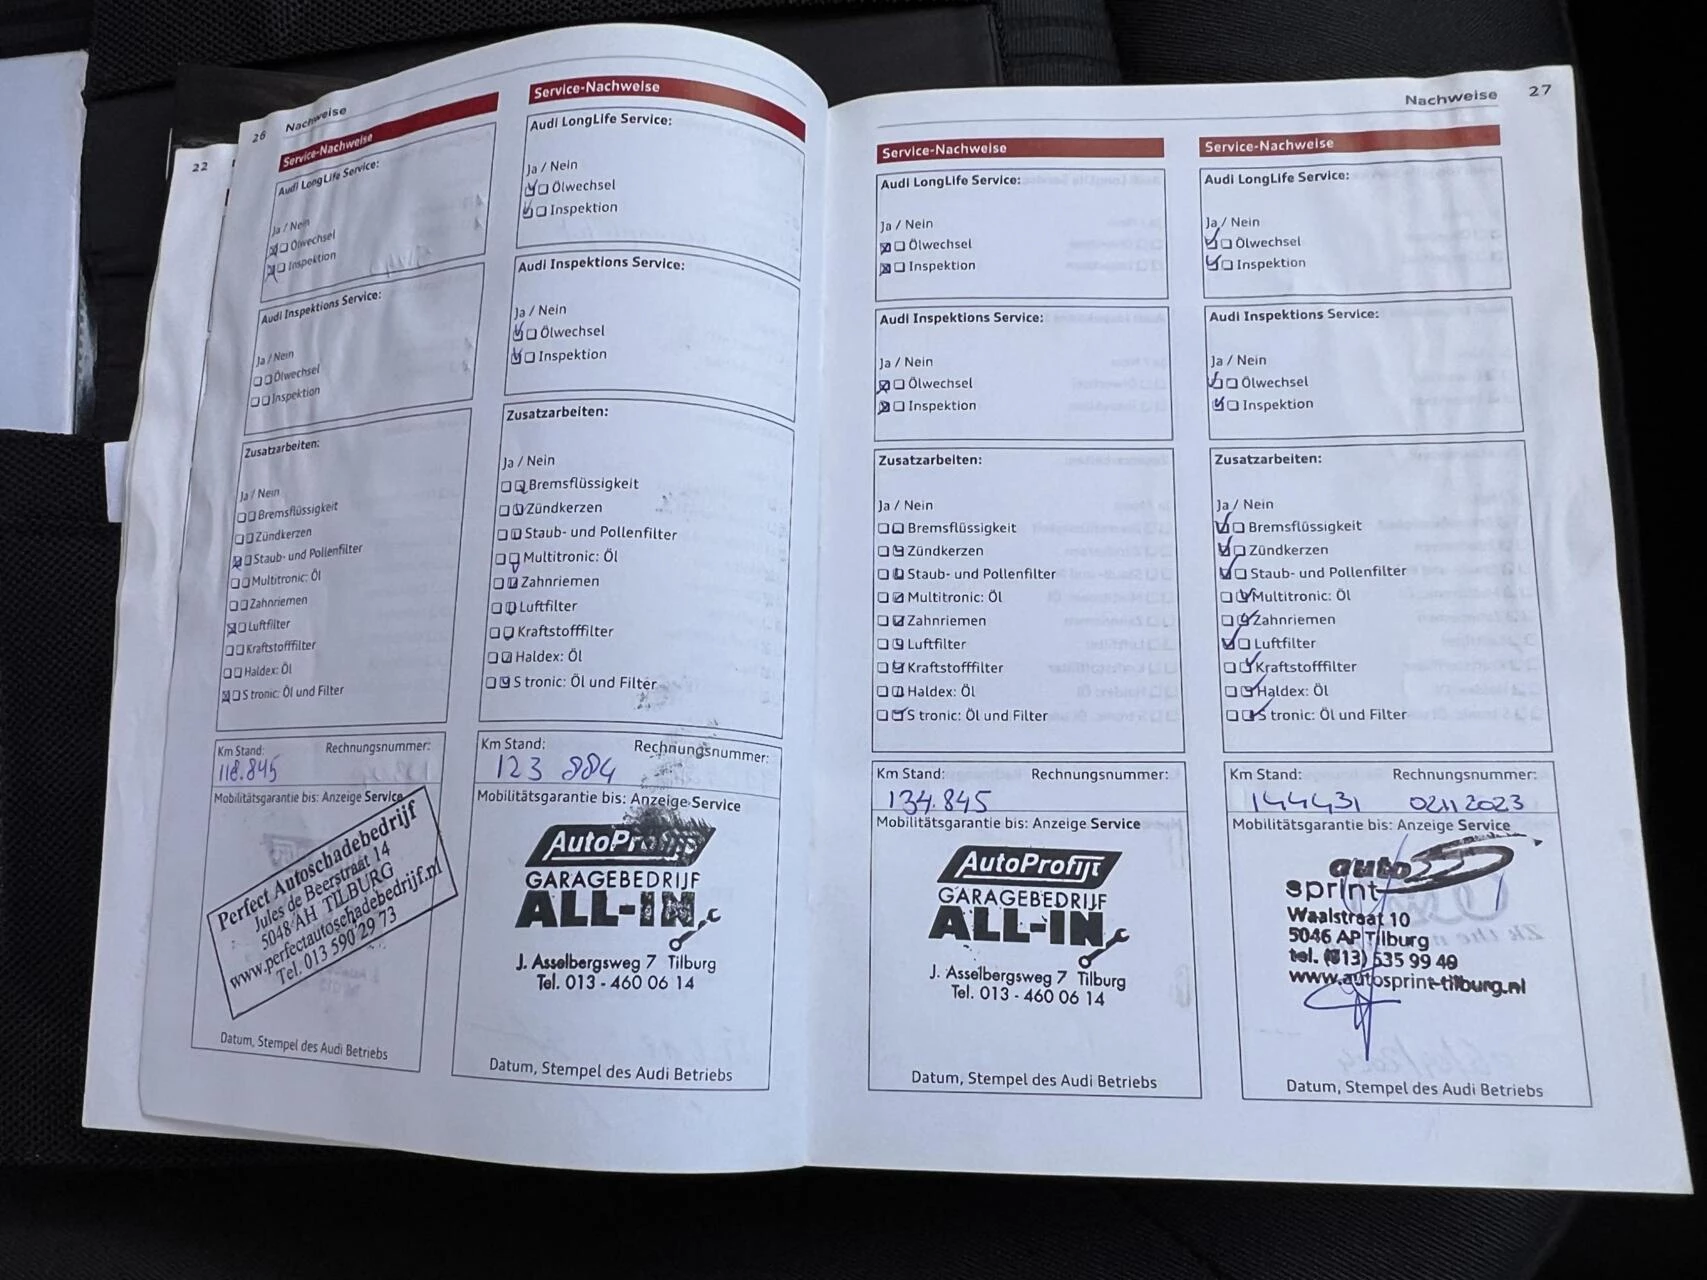 22
26 Nachweise
Service-Nachweise
Audi LongLife Service:
Ja / Nein
Ölwechsel
Inspektion
Audi Inspektions Service:
Ja / Nein
Ölwechsel
Inspektion
Zusatzarbeiten:
Ja / Nein
Bremsflüssigkeit
Zündkerzen
Staub- und Pollenfilter
Multitronic: Öl
Zahnriemen
Luftfilter
Kraftstofffilter
Haldex: Öl
S tronic: Öl und Filter
Km Stand: Rechnungsnummer:
118.845
Mobilitätsgarantie bis: Anzeige Service
Perfect Autoschadebedrijf
Jules de Beerstraat 14
5048 AH TILBURG
www.perfectautoschadebedrijf.nl
Tel. 013 590 29 73
Datum, Stempel des Audi Betriebs
Service-Nachweise
Audi LongLife Service:
Ja / Nein
Ölwechsel
Inspektion
Audi Inspektions Service:
Ja / Nein
Ölwechsel
Inspektion
Zusatzarbeiten:
Ja / Nein
Bremsflüssigkeit
Zündkerzen
Staub- und Pollenfilter
Multitronic: Öl
Zahnriemen
Luftfilter
Kraftstofffilter
Haldex: Öl
S tronic: Öl und Filter
Km Stand: Rechnungsnummer:
123 884
Mobilitätsgarantie bis: Anzeige Service
AutoProfijt
GARAGEBEDRIJF
ALL-IN
J. Asselbergsweg 7 Tilburg
Tel. 013 - 460 06 14
Datum, Stempel des Audi Betriebs
Nachweise 27
Service-Nachweise
Audi LongLife Service:
Ja / Nein
Ölwechsel
Inspektion
Audi Inspektions Service:
Ja / Nein
Ölwechsel
Inspektion
Zusatzarbeiten:
Ja / Nein
Bremsflüssigkeit
Zündkerzen
Staub- und Pollenfilter
Multitronic: Öl
Zahnriemen
Luftfilter
Kraftstofffilter
Haldex: Öl
S tronic: Öl und Filter
Km Stand: Rechnungsnummer:
134.845
Mobilitätsgarantie bis: Anzeige Service
AutoProfijt
GARAGEBEDRIJF
ALL-IN
J. Asselbergsweg 7 Tilburg
Tel. 013 - 460 06 14
Datum, Stempel des Audi Betriebs
Service-Nachweise
Audi LongLife Service:
Ja / Nein
Ölwechsel
Inspektion
Audi Inspektions Service:
Ja / Nein
Ölwechsel
Inspektion
Zusatzarbeiten:
Ja / Nein
Bremsflüssigkeit
Zündkerzen
Staub- und Pollenfilter
Multitronic: Öl
Zahnriemen
Luftfilter
Kraftstofffilter
Haldex: Öl
S tronic: Öl und Filter
Km Stand: Rechnungsnummer:
144431 02112023
Mobilitätsgarantie bis: Anzeige Service
auto
sprint
Waalstraat 10
5046 AP Tilburg
tel. (013) 535 99 40
www.autosprint-tilburg.nl
Datum, Stempel des Audi Betriebs